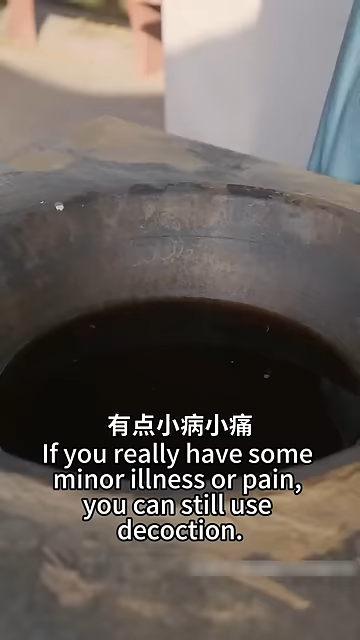 有点小病小痛
If you really have some
minor illness or pain,
you can still use
decoction.